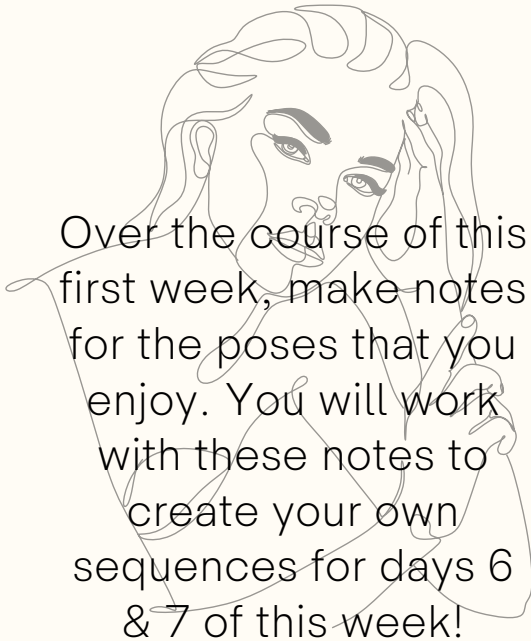 Over the course of this
first week, make notes
for the poses that you
enjoy. You will work
with these notes to
create your own
sequences for days 6
& 7 of this week!